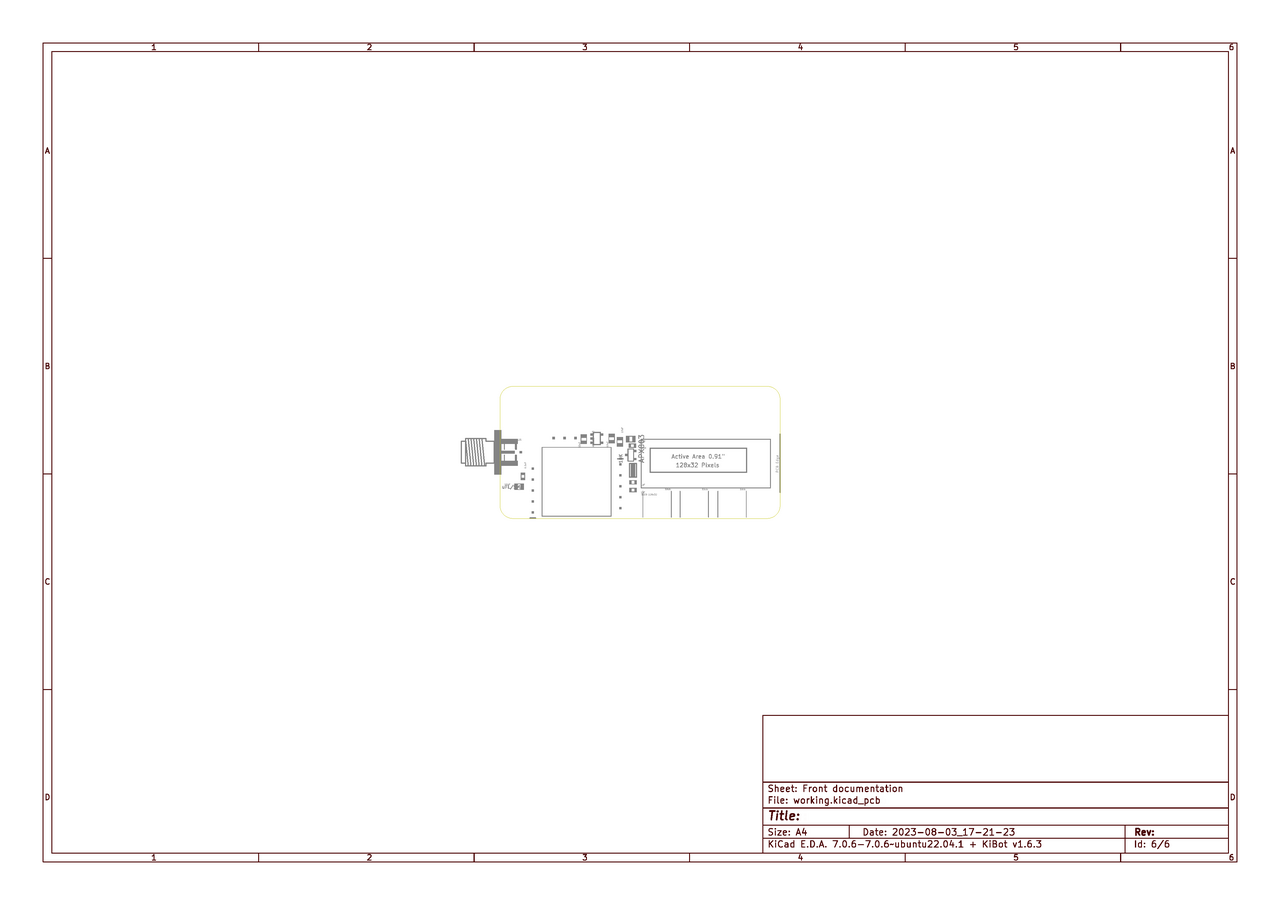 1 2 3 4 5 6
A A
Active Area 0.91"
128x32 Pixels
B B
C C
Sheet: Front documentation
File: working.kicad_pcb
D D
Title:
Size: A4 Date: 2023-08-03_17-21-23 Rev:
KiCad E.D.A. 7.0.6-7.0.6~ubuntu22.04.1 + KiBot v1.6.3 Id: 6/6
1 2 3 4 5 6